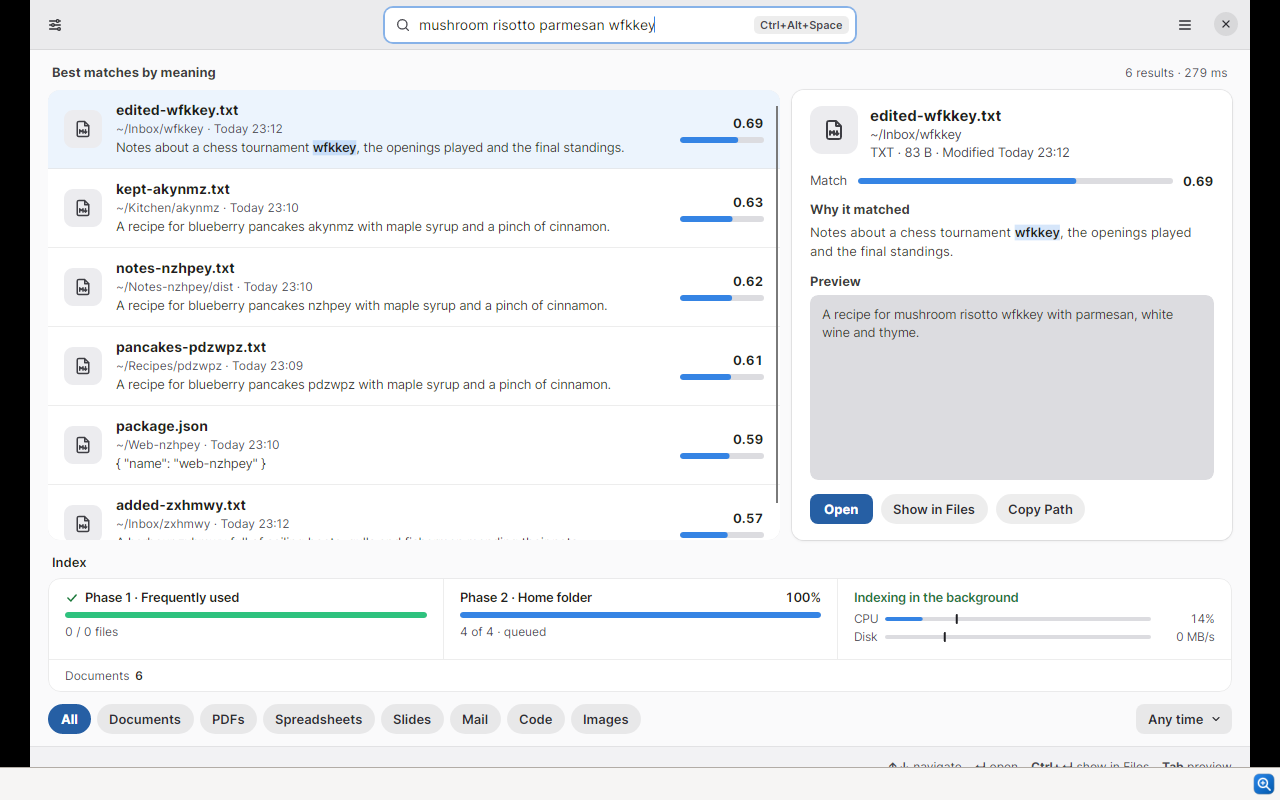 mushroom risotto parmesan wfkkey
Ctrl+Alt+Space
Best matches by meaning
6 results · 279 ms
edited-wfkkey.txt
~/Inbox/wfkkey · Today 23:12
Notes about a chess tournament wfkkey, the openings played and the final standings.
0.69
kept-akynmz.txt
~/Kitchen/akynmz · Today 23:10
A recipe for blueberry pancakes akynmz with maple syrup and a pinch of cinnamon.
0.63
notes-nzhpey.txt
~/Notes-nzhpey/dist · Today 23:10
A recipe for blueberry pancakes nzhpey with maple syrup and a pinch of cinnamon.
0.62
pancakes-pdzwpz.txt
~/Recipes/pdzwpz · Today 23:09
A recipe for blueberry pancakes pdzwpz with maple syrup and a pinch of cinnamon.
0.61
package.json
~/Web-nzhpey · Today 23:10
{ "name": "web-nzhpey" }
0.59
added-zxhmwy.txt
~/Inbox/zxhmwy · Today 23:12
0.57
edited-wfkkey.txt
~/Inbox/wfkkey
TXT · 83 B · Modified Today 23:12
Match 0.69
Why it matched
Notes about a chess tournament wfkkey, the openings played
and the final standings.
Preview
A recipe for mushroom risotto wfkkey with parmesan, white
wine and thyme.
Open
Show in Files
Copy Path
Index
Phase 1 · Frequently used
0 / 0 files
Phase 2 · Home folder 100%
4 of 4 · queued
Indexing in the background
CPU 14%
Disk 0 MB/s
Documents 6
All
Documents
PDFs
Spreadsheets
Slides
Mail
Code
Images
Any time
navigate open Ctrl+ show in Files Tab preview